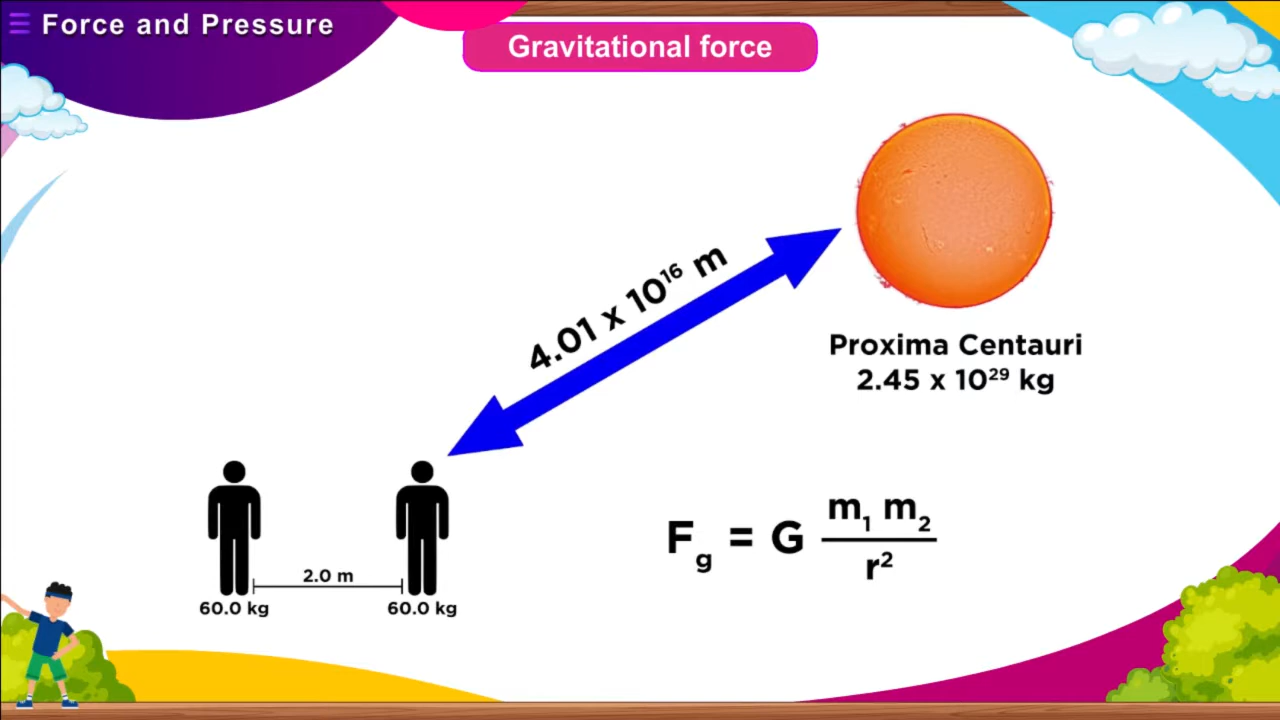 Force and Pressure
Gravitational force
4.01 x 10¹⁶ m
Proxima Centauri
2.45 x 10²⁹ kg
F_g = G m₁ m₂ / r²
2.0 m
60.0 kg 60.0 kg